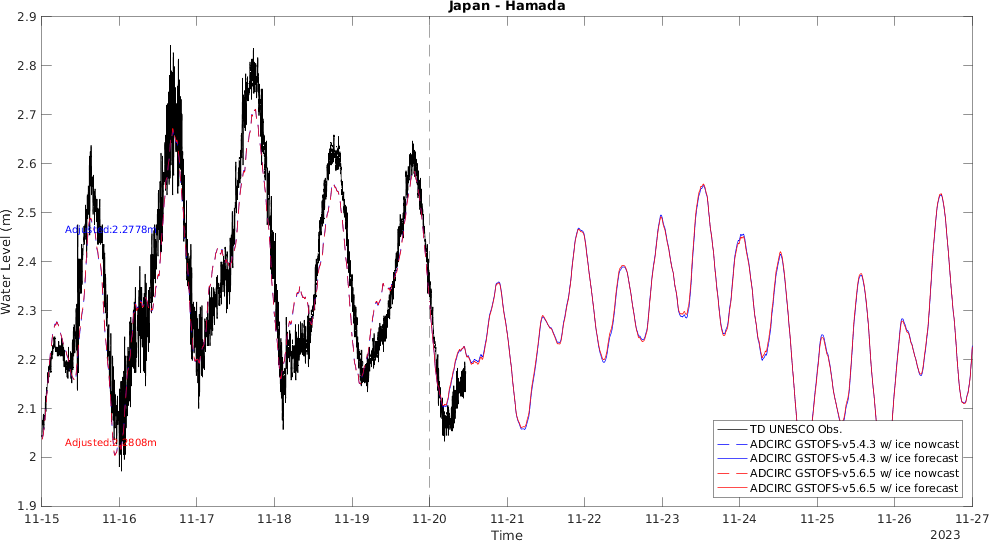 Japan - Hamada
2.9
2.8
2.7
2.6
2.5
2.4
2.3
2.2
2.1
2
1.9
Water Level (m)
Adjusted:2.2778m
Adjusted:2.2808m
TD UNESCO Obs.
ADCIRC GSTOFS-v5.4.3 w/ ice nowcast
ADCIRC GSTOFS-v5.4.3 w/ ice forecast
ADCIRC GSTOFS-v5.6.5 w/ ice nowcast
ADCIRC GSTOFS-v5.6.5 w/ ice forecast
11-15 11-16 11-17 11-18 11-19 11-20 11-21 11-22 11-23 11-24 11-25 11-26 11-27
Time
2023